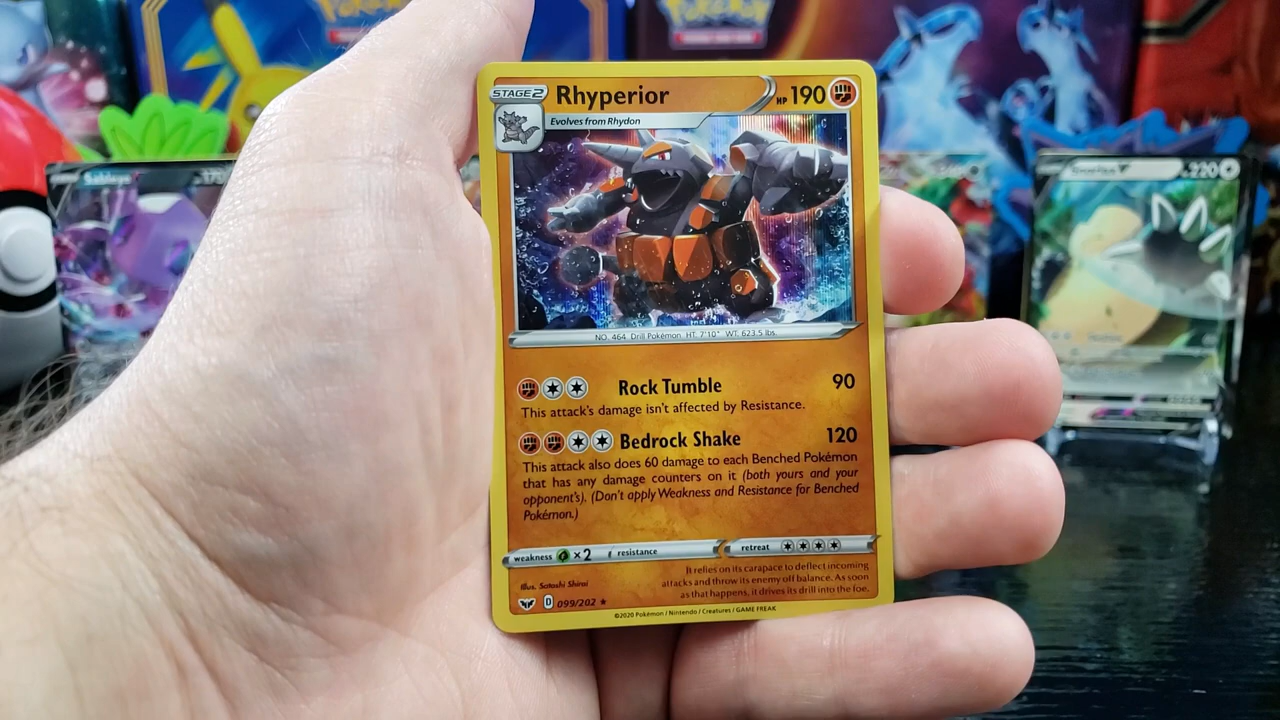 Pokémon
STAGE 2 Rhyperior HP 190
Evolves from Rhydon
Sableye 170
220
NO. 464 Drill Pokémon HT. 7'10" WT. 623.5 lbs.
Rock Tumble 90
This attack's damage isn't affected by Resistance.
Bedrock Shake 120
This attack also does 60 damage to each Benched Pokémon
that has any damage counters on it (both yours and your
opponent's). (Don't apply Weakness and Resistance for Benched
Pokémon.)
weakness ×2 resistance retreat
It relies on its carapace to deflect incoming
attacks and throw its enemy off balance. As soon
as that happens, it drives its drill into the foe.
Illus. Satoshi Shirai
D 099/202 ★
©2020 Pokémon / Nintendo / Creatures / GAME FREAK